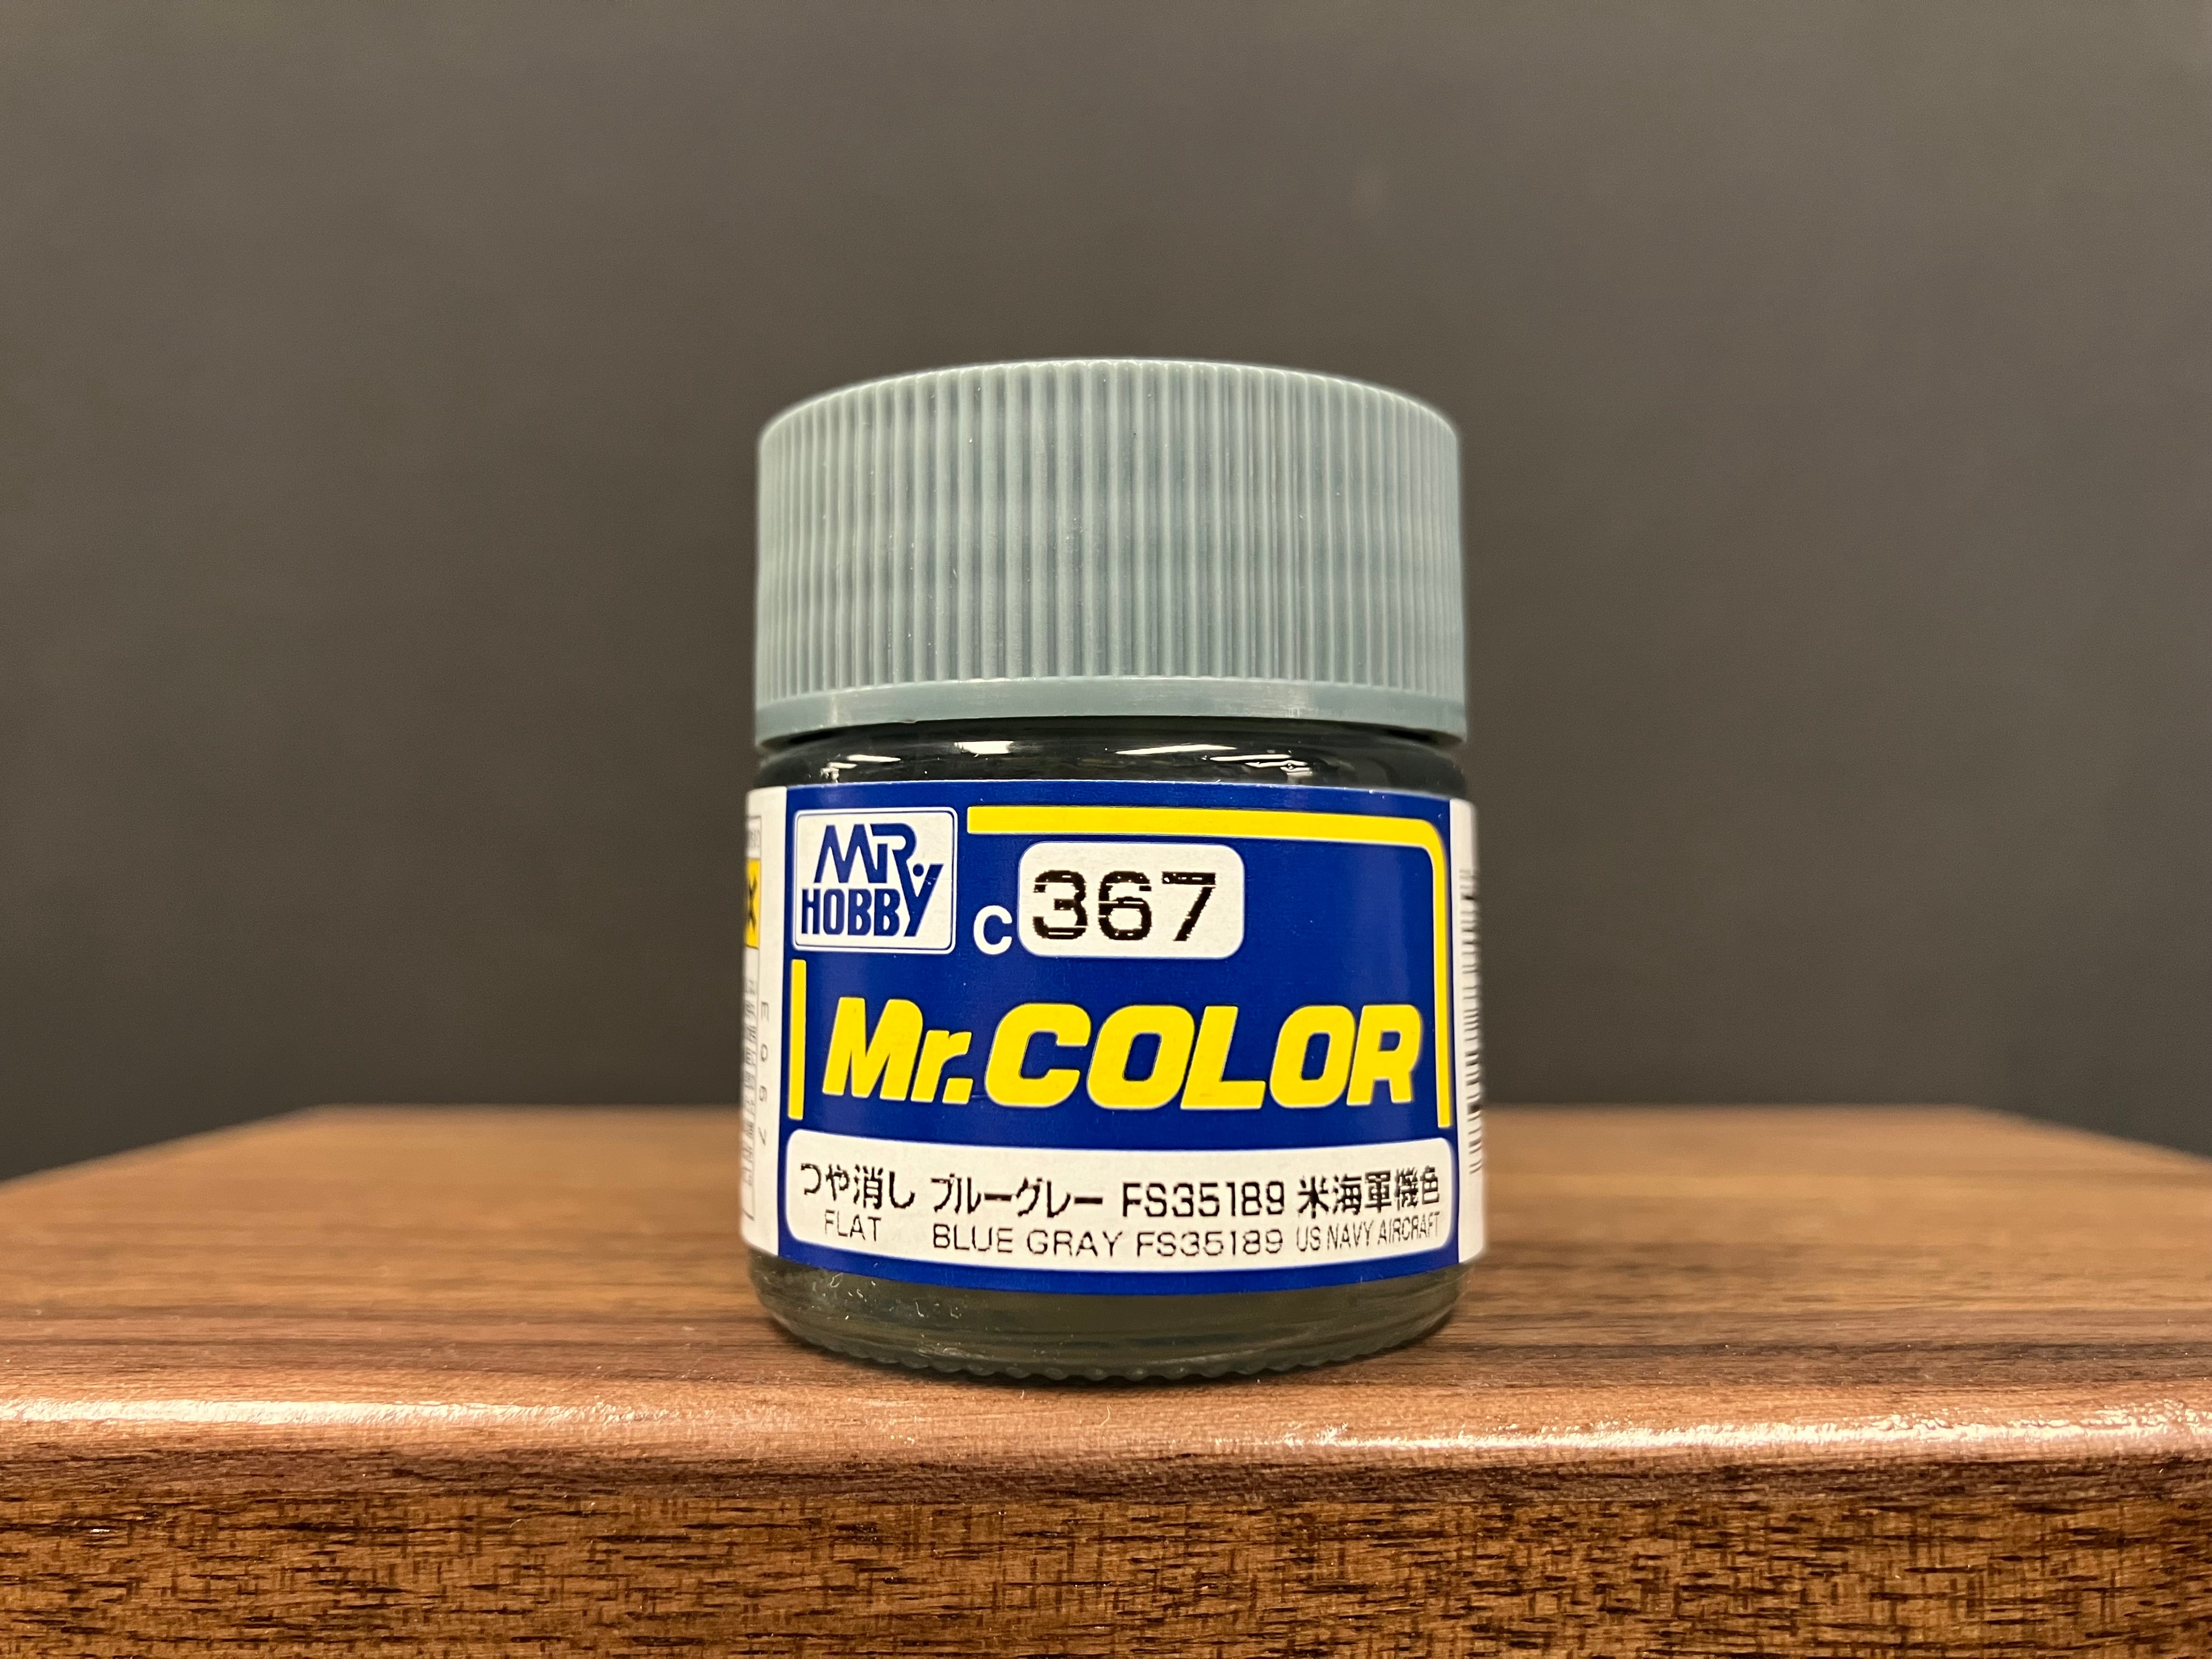 MR. HOBBY
C 367
Mr.COLOR
つや消し ブルーグレー FS35189 米海軍機色
FLAT BLUE GRAY FS35189 US NAVY AIRCRAFT